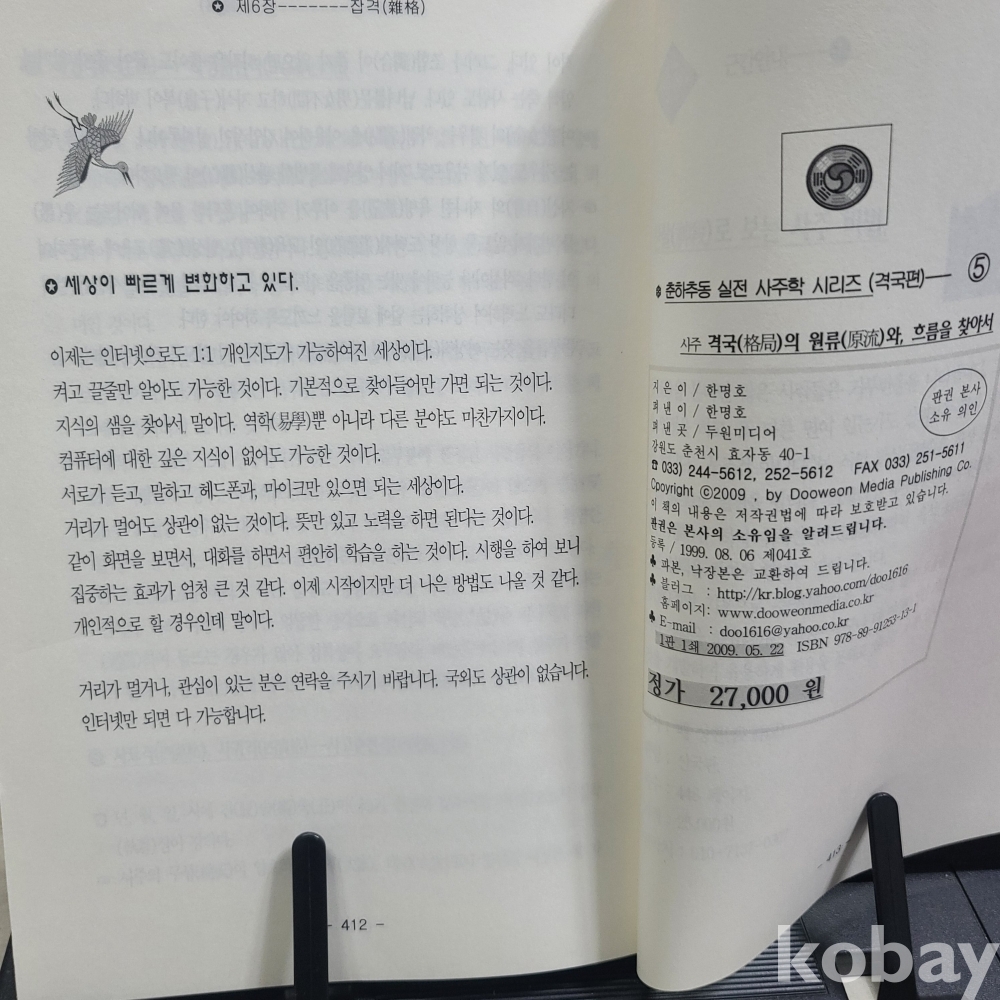 ✪ 제6장-------잡격(雜格)
✪ 세상이 빠르게 변화하고 있다.
이제는 인터넷으로도 1:1 개인지도가 가능하여진 세상이다.
켜고 끌줄만 알아도 가능한 것이다. 기본적으로 찾아들어만 가면 되는 것이다.
지식의 샘을 찾아서, 말이다. 역학(易學)뿐 아니라 다른 분야도 마찬가지이다.
컴퓨터에 대한 깊은 지식이 없어도 가능한 것이다.
서로가 듣고, 말하고 헤드폰과, 마이크만 있으면 되는 세상이다.
거리가 멀어도 상관이 없는 것이다. 뜻만 있고 노력을 하면 된다는 것이다.
같이 화면을 보면서, 대화를 하면서 편안히 학습을 하는 것이다. 시행을 하여 보니
집중하는 효과가 엄청 큰 것 같다. 이제 시작이지만 더 나은 방법도 나올 것 같다.
개인적으로 할 경우인데 말이다.
거리가 멀거나, 관심이 있는 분은 연락을 주시기 바랍니다. 국외도 상관이 없습니다.
인터넷만 되면 다 가능합니다.
- 412 -
❄ 춘하추동 실전 사주학 시리즈 (격국편)— ⑤
사주 격국(格局)의 원류(原流)와, 흐름을 찾아서
판권 본사
소유 의인
지은이 / 한명호
펴낸이 / 한명호
펴낸곳 / 두원미디어
강원도 춘천시 효자동 40-1
☎ 033) 244-5612, 252-5612 FAX 033) 251-5611
Cpoyright ⓒ2009 , by Dooweon Media Publishing Co.
이 책의 내용은 저작권법에 따라 보호받고 있습니다.
판권은 본사의 소유임을 알려드립니다.
등록 / 1999. 08. 06 제041호
♣ 파본, 낙장본은 교환하여 드립니다.
♣ 블러그 : http://kr.blog.yahoo.com/doo1616
홈페이지: www.dooweonmedia.co.kr
♣ E-mail : doo1616@yahoo.co.kr
1판 1쇄 2009. 05. 22 ISBN 978-89-91253-13-1
정가 27,000 원
- 413
kobay